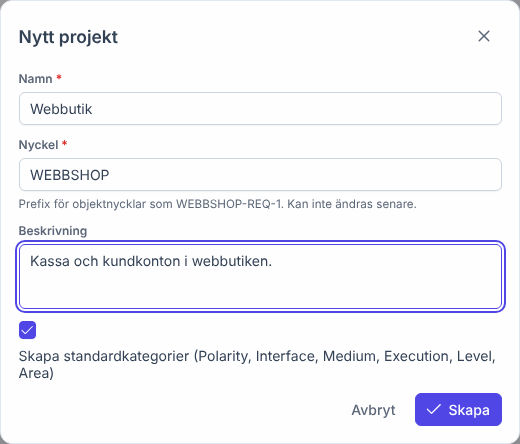 Nytt projekt
Namn *
Webbutik
Nyckel *
WEBBSHOP
Prefix för objektnycklar som WEBBSHOP-REQ-1. Kan inte ändras senare.
Beskrivning
Kassa och kundkonton i webbutiken.
Skapa standardkategorier (Polarity, Interface, Medium, Execution, Level,
Area)
Avbryt
Skapa